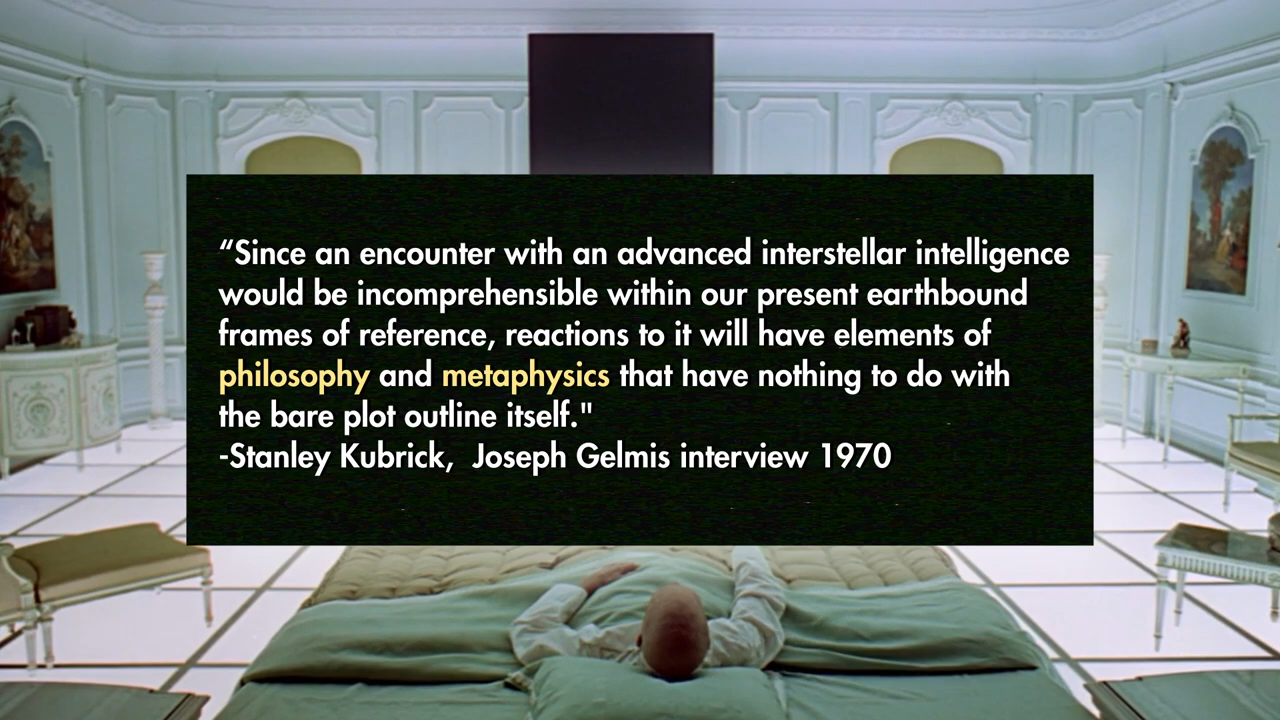 “Since an encounter with an advanced interstellar intelligence
would be incomprehensible within our present earthbound
frames of reference, reactions to it will have elements of
philosophy and metaphysics that have nothing to do with
the bare plot outline itself."
-Stanley Kubrick,  Joseph Gelmis interview 1970